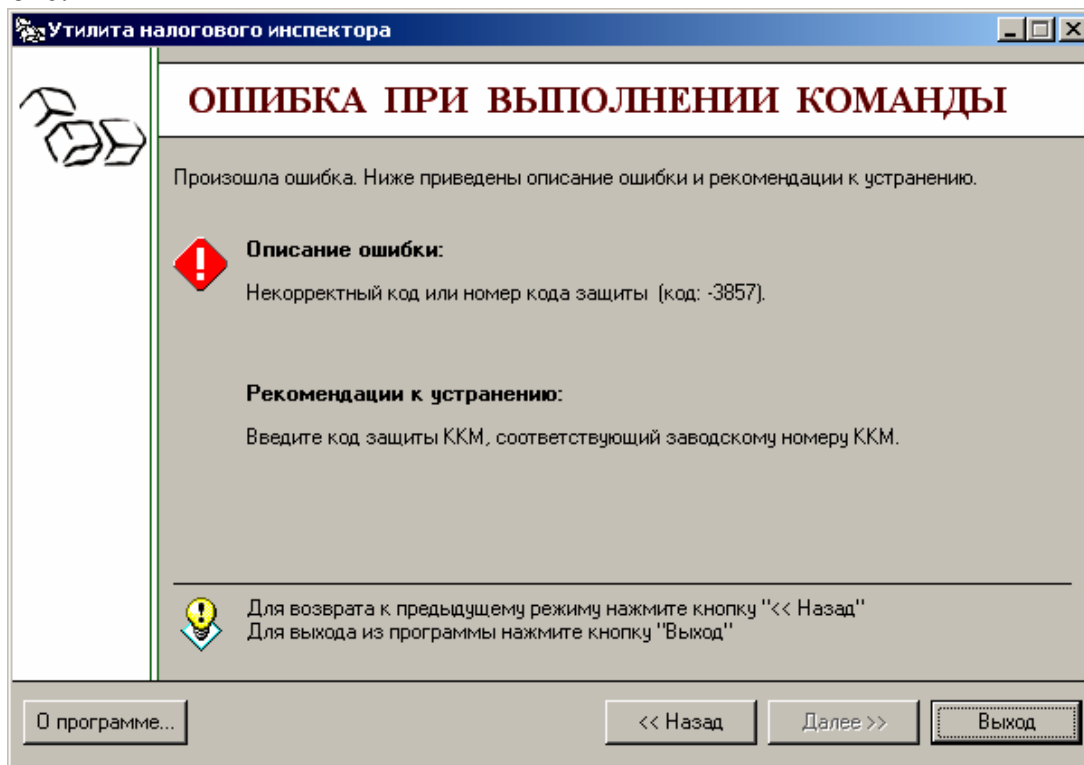 Утилита налогового инспектора
ОШИБКА ПРИ ВЫПОЛНЕНИИ КОМАНДЫ
Произошла ошибка. Ниже приведены описание ошибки и рекомендации к устранению.
Описание ошибки:
Некорректный код или номер кода защиты (код: -3857).
Рекомендации к устранению:
Введите код защиты ККМ, соответствующий заводскому номеру ККМ.
Для возврата к предыдущему режиму нажмите кнопку "<< Назад"
Для выхода из программы нажмите кнопку "Выход"
О программе... << Назад Далее >> Выход